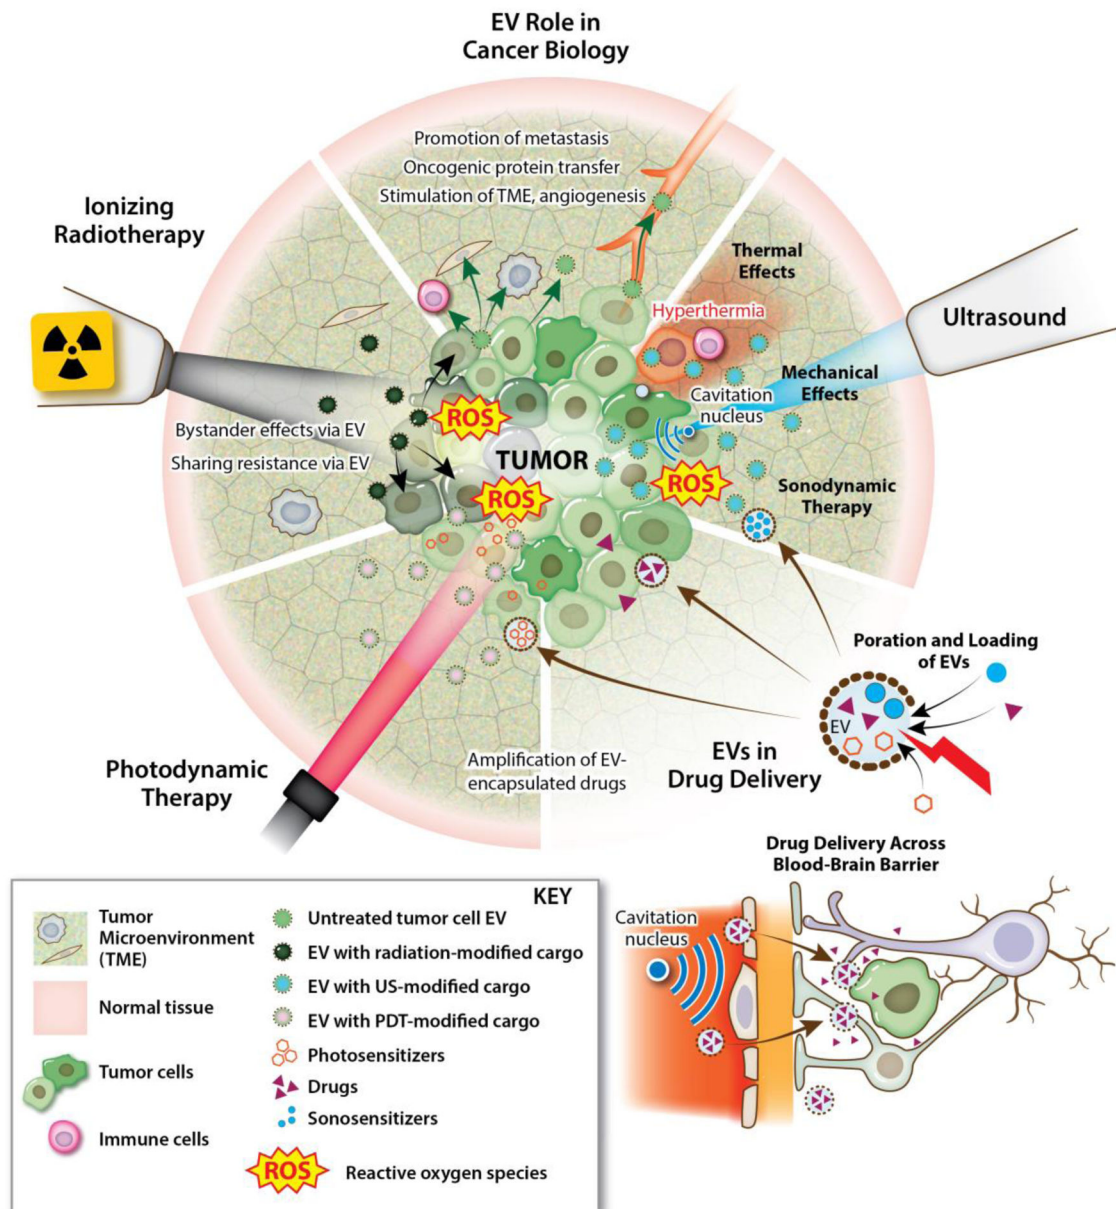 EV Role in
Cancer Biology
Promotion of metastasis
Oncogenic protein transfer
Stimulation of TME, angiogenesis
Ionizing
Radiotherapy
Thermal
Effects
Hyperthermia
Ultrasound
Mechanical
Effects
Cavitation
nucleus
ROS
Bystander effects via EV
Sharing resistance via EV
TUMOR
ROS
ROS
Sonodynamic
Therapy
Poration and Loading
of EVs
EV
EVs in
Drug Delivery
Photodynamic
Therapy
Amplification of EV-
encapsulated drugs
Drug Delivery Across
Blood-Brain Barrier
Cavitation
nucleus
KEY
Tumor
Microenvironment
(TME)
Normal tissue
Tumor cells
Immune cells
Untreated tumor cell EV
EV with radiation-modified cargo
EV with US-modified cargo
EV with PDT-modified cargo
Photosensitizers
Drugs
Sonosensitizers
ROS
Reactive oxygen species